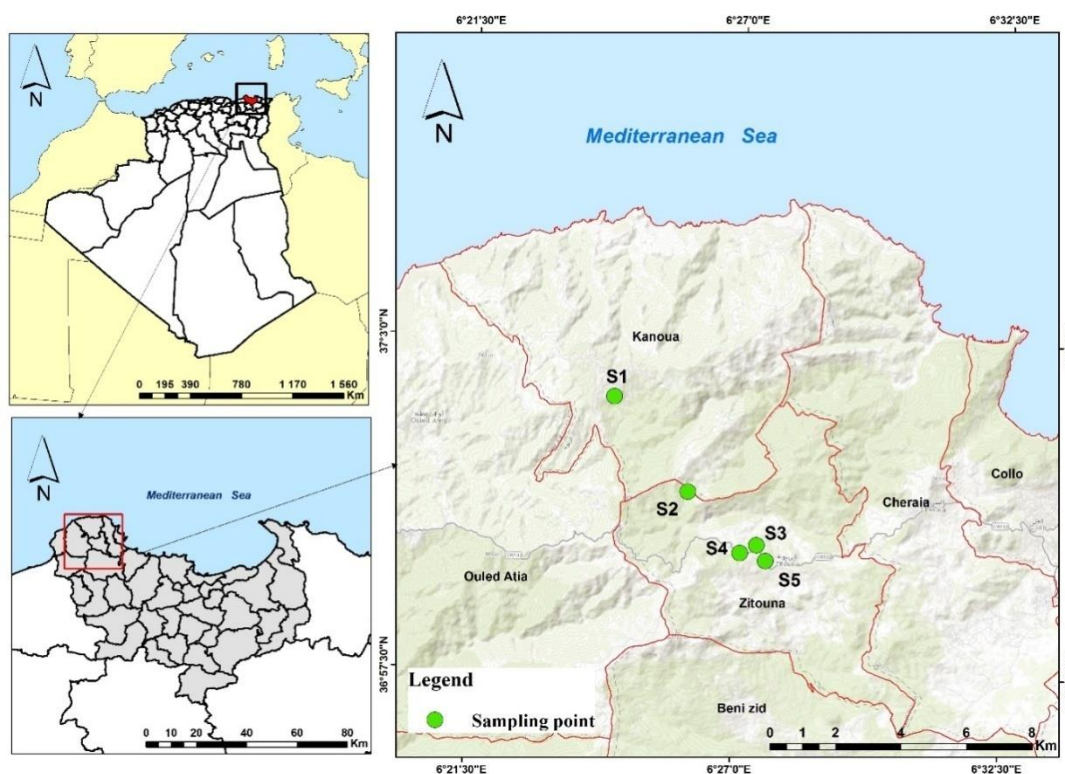 6°21'30"E
6°27'0"E
6°32'30"E
N
0 195 390 780 1 170 1 560
Km
N
Mediterranean Sea
0 10 20 40 60 80
Km
N
Mediterranean Sea
37°3'0"N
36°57'30"N
Kanoua
S1
S2
S3
S4
S5
Collo
Cheraia
Ouled Atia
Zitouna
Beni zid
Legend
Sampling point
0 1 2 4 6 8
Km
6°21'30"E
6°27'0"E
6°32'30"E